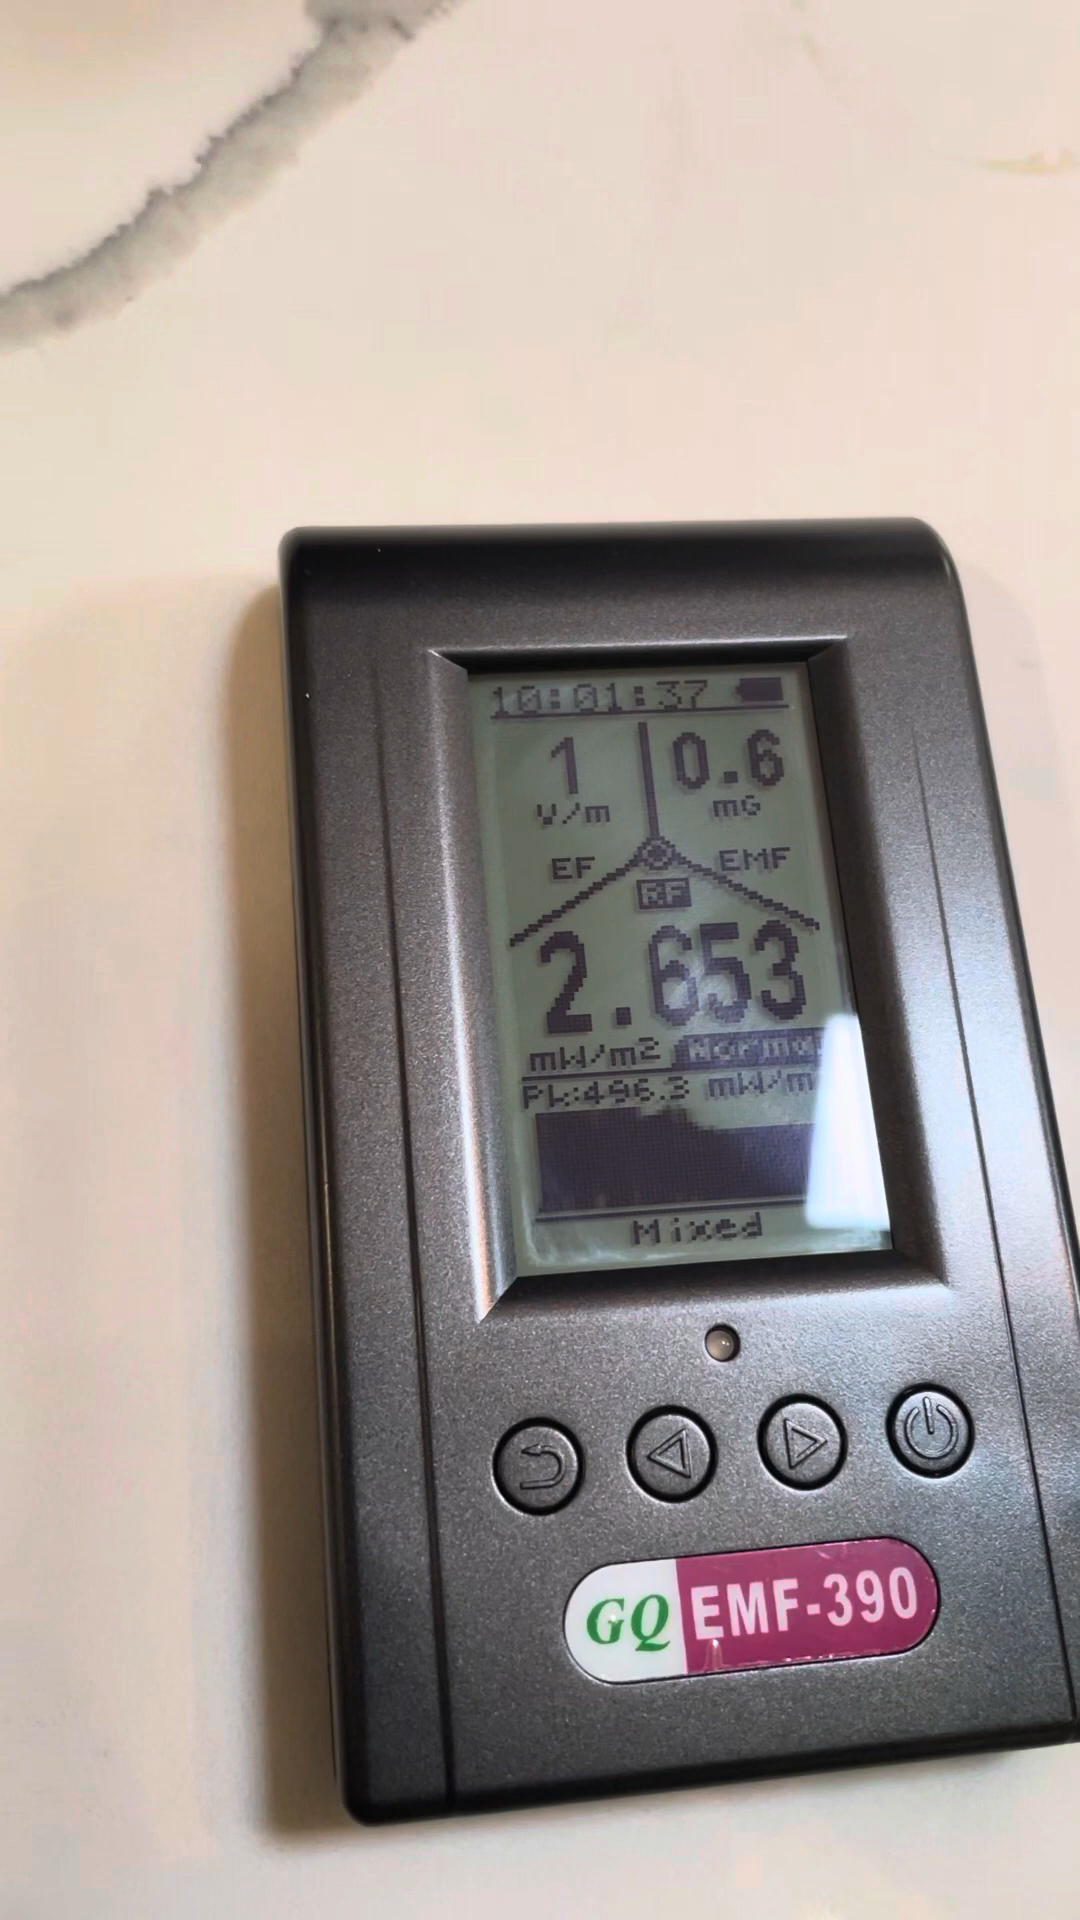 10:01:37
1 0.6
V/m mG
EF EMF
RF
2.653
mW/m2
Pk:496.3
Mixed
GQ EMF-390